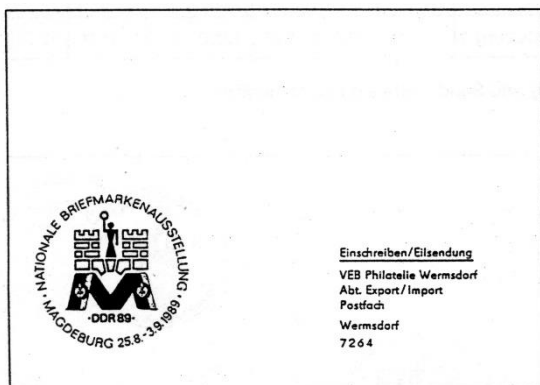 · NATIONALE BRIEFMARKENAUSSTELLUNG ·
·DDR 89·
MAGDEBURG 25.8.-3.9.1989
Einschreiben/Eilsendung
VEB Philatelie Wermsdorf
Abt. Export/Import
Postfach
Wermsdorf
7264